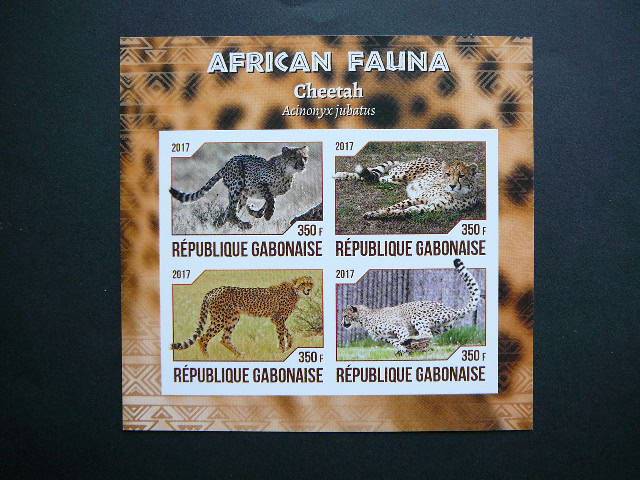 AFRICAN FAUNA
Cheetah
Acinonyx jubatus
2017
350 F
RÉPUBLIQUE GABONAISE
2017
350 F
RÉPUBLIQUE GABONAISE
2017
350 F
RÉPUBLIQUE GABONAISE
2017
350 F
RÉPUBLIQUE GABONAISE